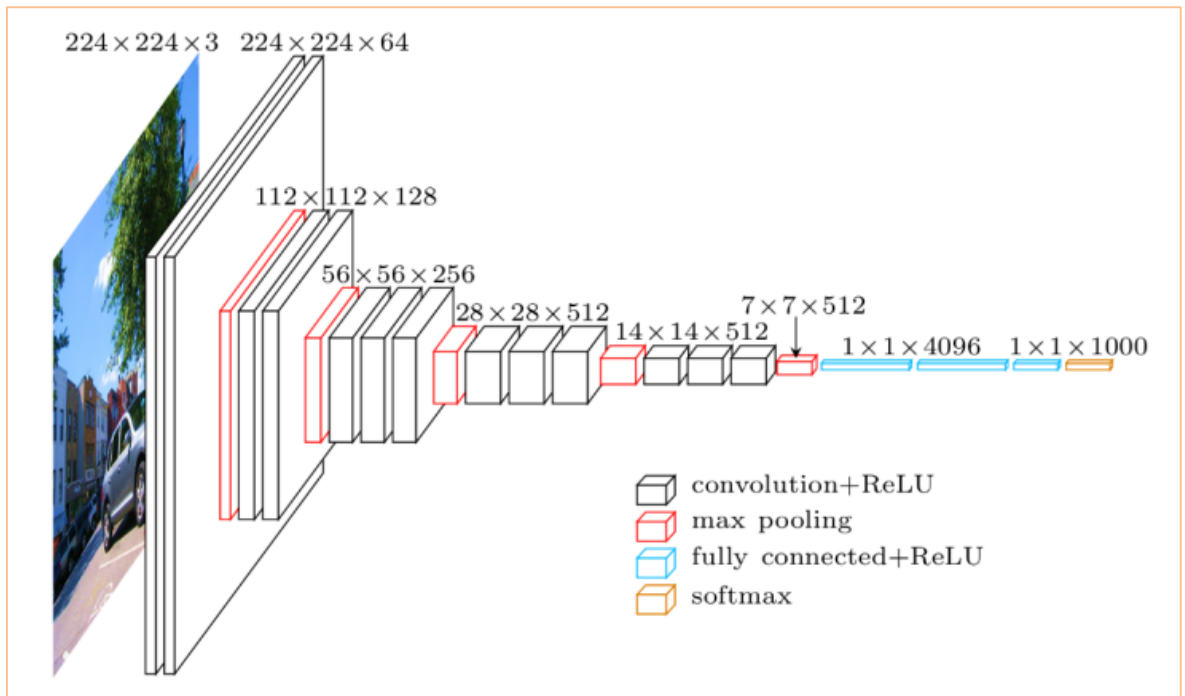 224×224×3
224×224×64
112×112×128
56×56×256
28×28×512
14×14×512
7×7×512
1×1×4096
1×1×1000
convolution+ReLU
max pooling
fully connected+ReLU
softmax